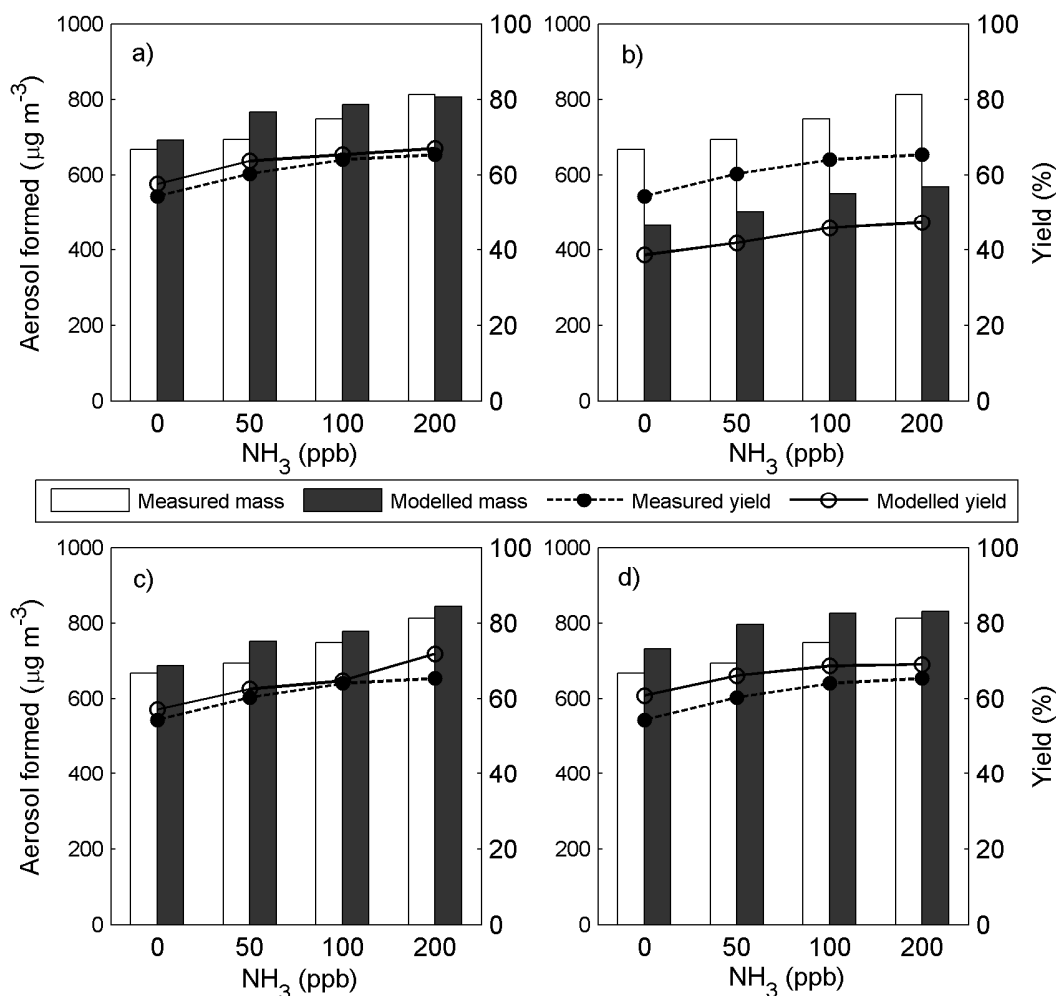 a)
1000
800
600
400
200
0
Aerosol formed (μg m⁻³)
100
80
60
40
20
0
0 50 100 200
NH₃ (ppb)
b)
1000
800
600
400
200
0
100
80
60
40
20
0
Yield (%)
0 50 100 200
NH₃ (ppb)
Measured mass Modelled mass Measured yield Modelled yield
c)
1000
800
600
400
200
0
Aerosol formed (μg m⁻³)
100
80
60
40
20
0
0 50 100 200
NH₃ (ppb)
d)
1000
800
600
400
200
0
100
80
60
40
20
0
Yield (%)
0 50 100 200
NH₃ (ppb)